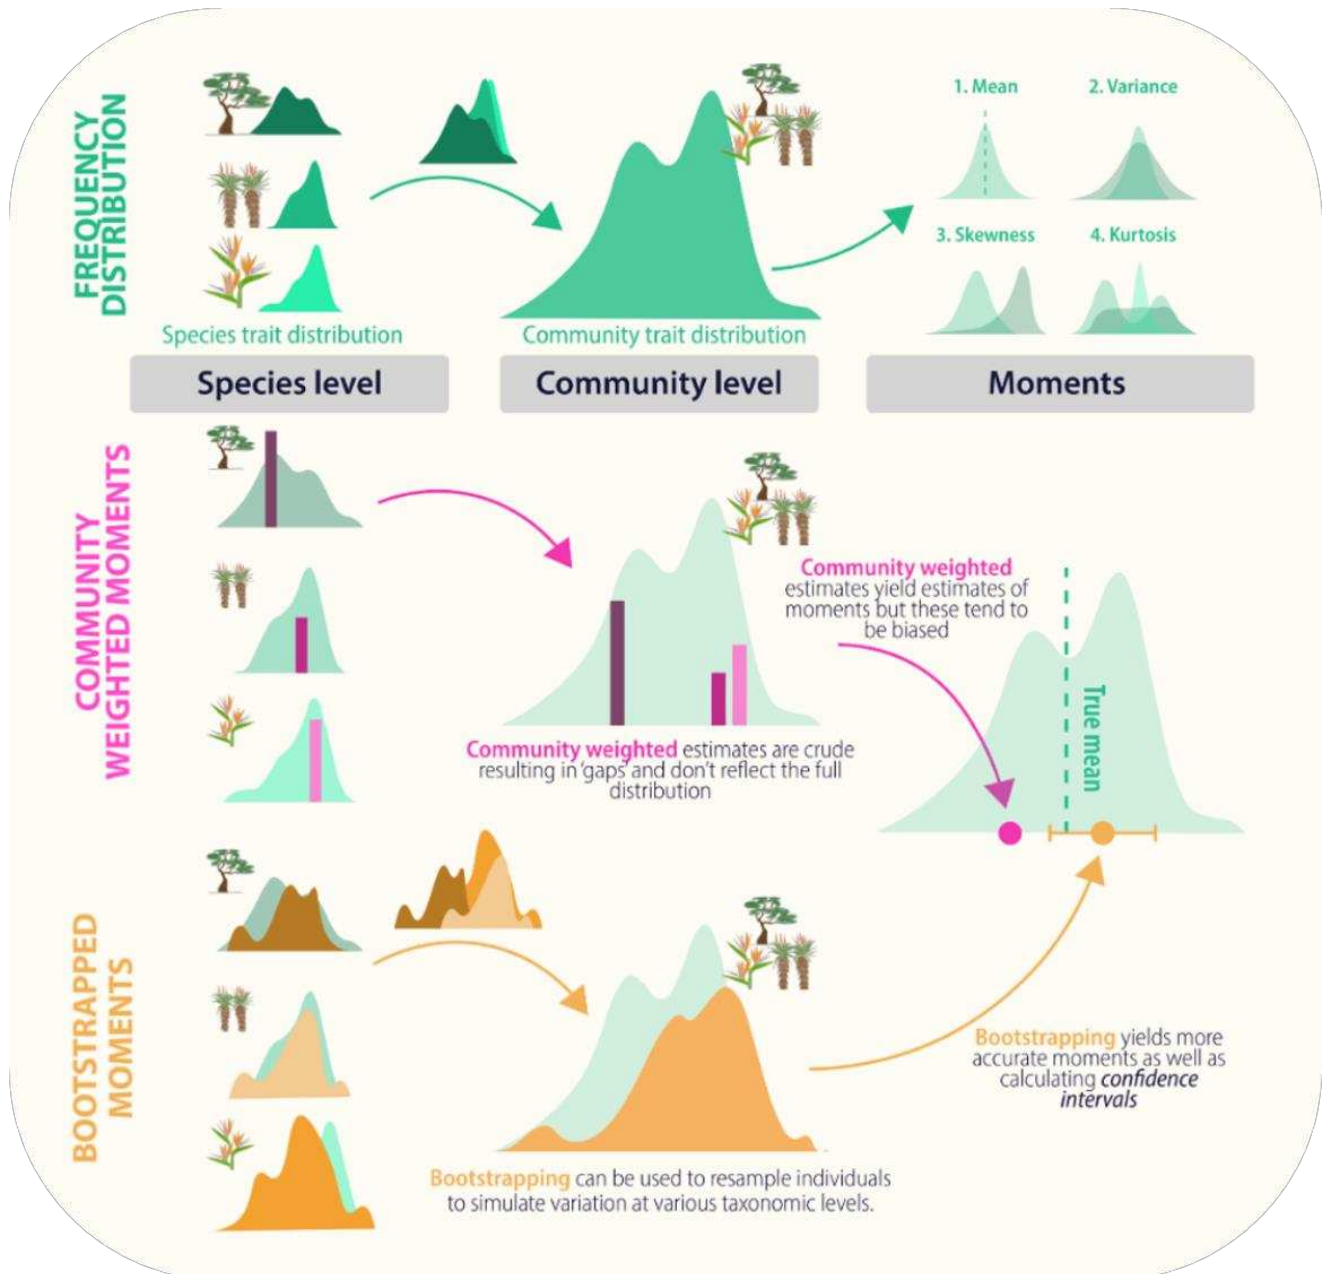 FREQUENCY
DISTRIBUTION
1. Mean
2. Variance
3. Skewness
4. Kurtosis
Species trait distribution
Community trait distribution
Species level
Community level
Moments
COMMUNITY
WEIGHTED MOMENTS
Community weighted
estimates yield estimates of
moments but these tend to
be biased
True mean
Community weighted estimates are crude
resulting in 'gaps' and don't reflect the full
distribution
BOOTSTRAPPED
MOMENTS
Bootstrapping yields more
accurate moments as well as
calculating confidence
intervals
Bootstrapping can be used to resample individuals
to simulate variation at various taxonomic levels.